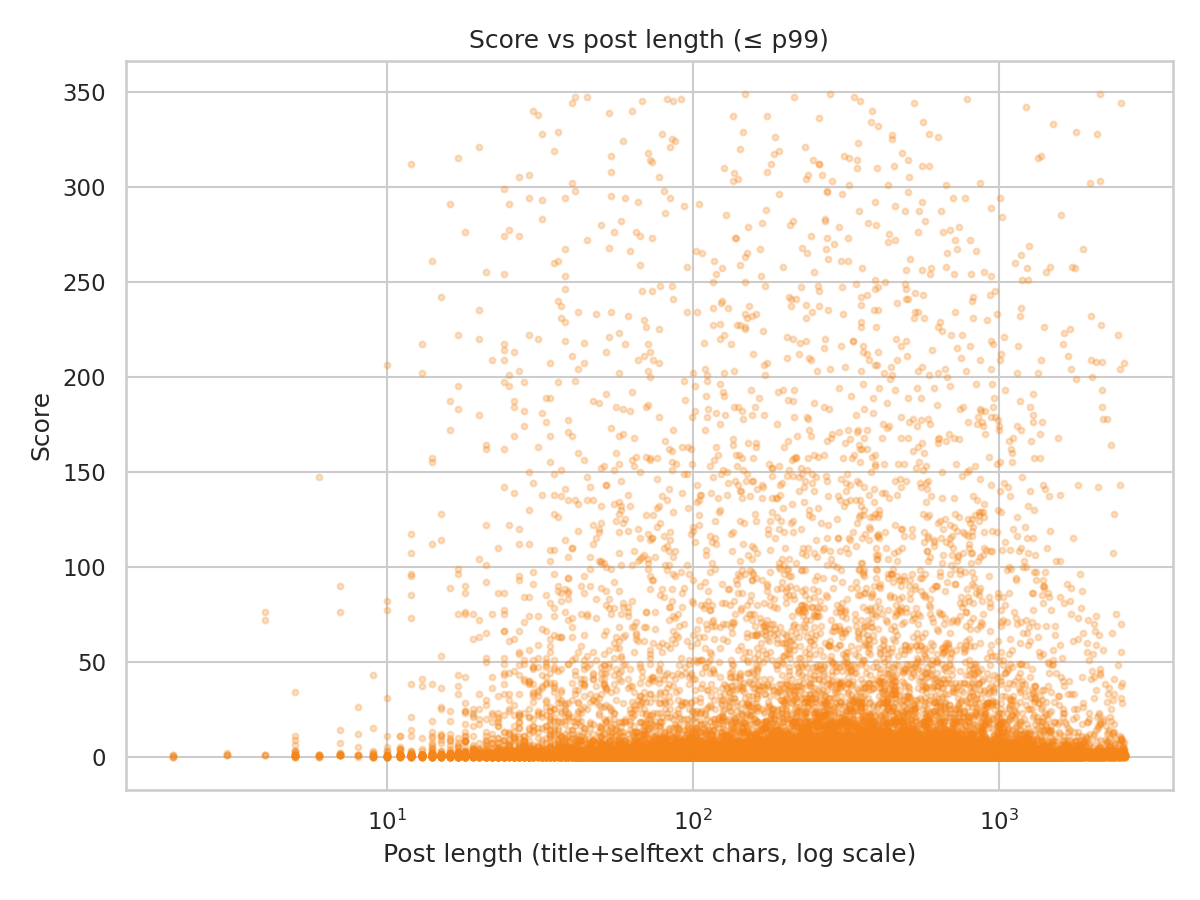 Score vs post length (≤ p99)
350
300
250
200
150
100
50
0
Score
10¹ 10² 10³
Post length (title+selftext chars, log scale)